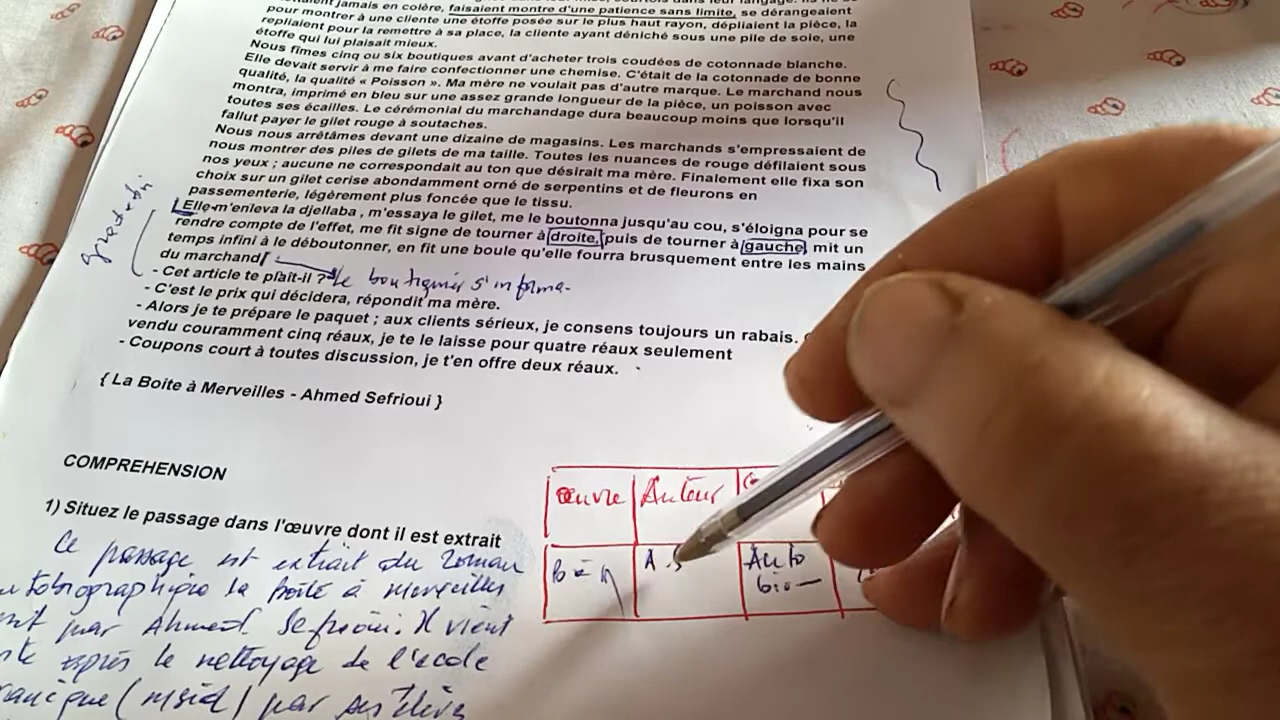 jamais en colère, faisaient montre d'une patience sans limite, se dérangeaient
pour montrer à une cliente une étoffe posée sur le plus haut rayon, dépliaient la pièce, la
repliaient pour la remettre à sa place, la cliente ayant déniché sous une pile de soie, une
étoffe qui lui plaisait mieux.
Nous fîmes cinq ou six boutiques avant d'acheter trois coudées de cotonnade blanche.
Elle devait servir à me faire confectionner une chemise. C'était de la cotonnade de bonne
qualité, la qualité « Poisson ». Ma mère ne voulait pas d'autre marque. Le marchand nous
montra, imprimé en bleu sur une assez grande longueur de la pièce, un poisson avec
toutes ses écailles. Le cérémonial du marchandage dura beaucoup moins que lorsqu'il
fallut payer le gilet rouge à soutaches.
Nous nous arrêtâmes devant une dizaine de magasins. Les marchands s'empressaient de
nous montrer des piles de gilets de ma taille. Toutes les nuances de rouge défilaient sous
nos yeux ; aucune ne correspondait au ton que désirait ma mère. Finalement elle fixa son
choix sur un gilet cerise abondamment orné de serpentins et de fleurons en
passementerie, légèrement plus foncée que le tissu.
Elle m'enleva la djellaba , m'essaya le gilet, me le boutonna jusqu'au cou, s'éloigna pour se
rendre compte de l'effet, me fit signe de tourner à droite, puis de tourner à gauche, mit un
temps infini à le déboutonner, en fit une boule qu'elle fourra brusquement entre les mains
du marchand
- Cet article te plaît-il ? le boutiquier s'informa-
- C'est le prix qui décidera, répondit ma mère.
- Alors je te prépare le paquet ; aux clients sérieux, je consens toujours un rabais.
vendu couramment cinq réaux, je te le laisse pour quatre réaux seulement
- Coupons court à toutes discussion, je t'en offre deux réaux.
{ La Boite à Merveilles - Ahmed Sefrioui }
COMPREHENSION
1) Situez le passage dans l'œuvre dont il est extrait
œuvre Auteur
Ce passage est extrait du roman
B à M A.S Auto
bio
autobiographique la boîte à merveilles
par Ahmed Sefrioui. Il vient
après le nettoyage de l'école
(msid) par ses élèves